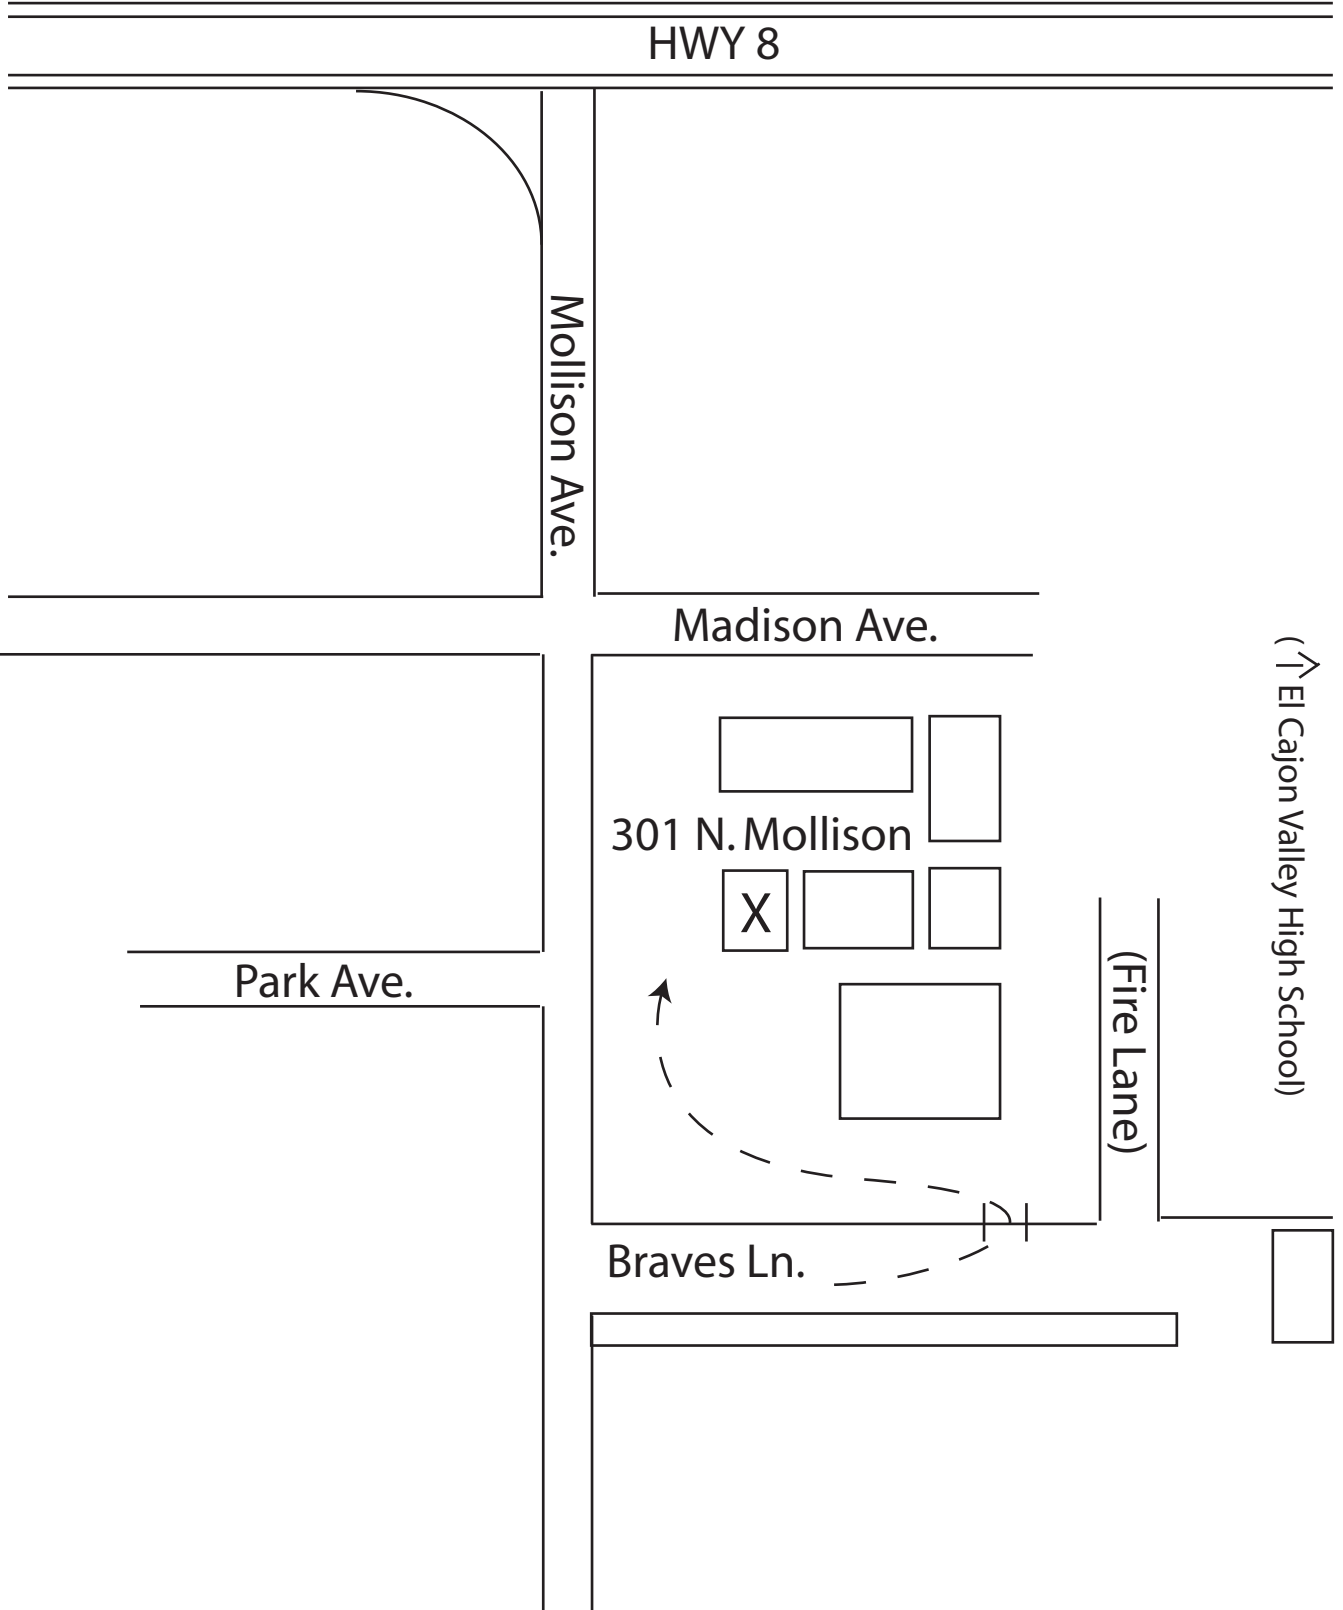 HWY 8
Mollison Ave.
Madison Ave.
301 N. Mollison
X
Park Ave.
(Fire Lane)
( El Cajon Valley High School)
Braves Ln.